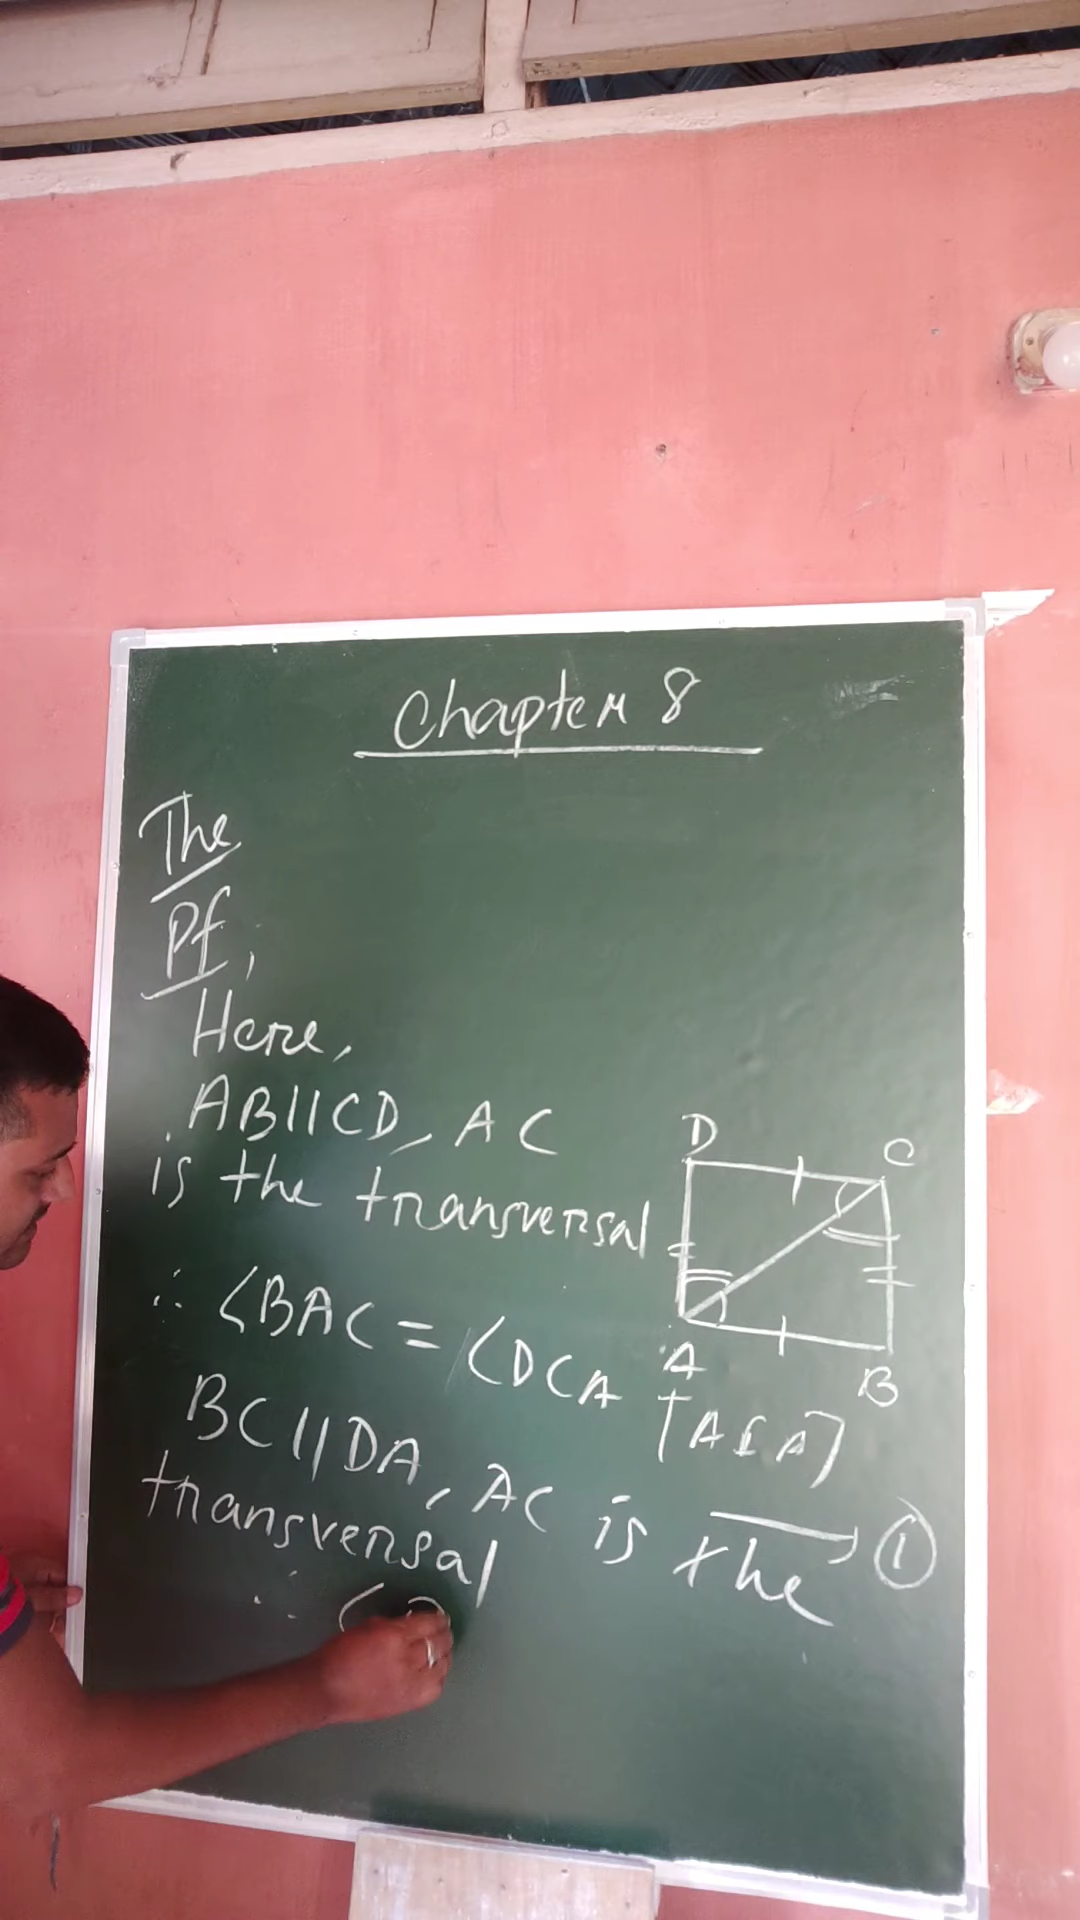 Chapter 8
The
Pf,
Here,
AB||CD, AC
is the transversal
∴ ∠BAC = ∠DCA [AIA]
→ ①
BC||DA, AC is the
transversal
∴ ∠
D
C
A
B